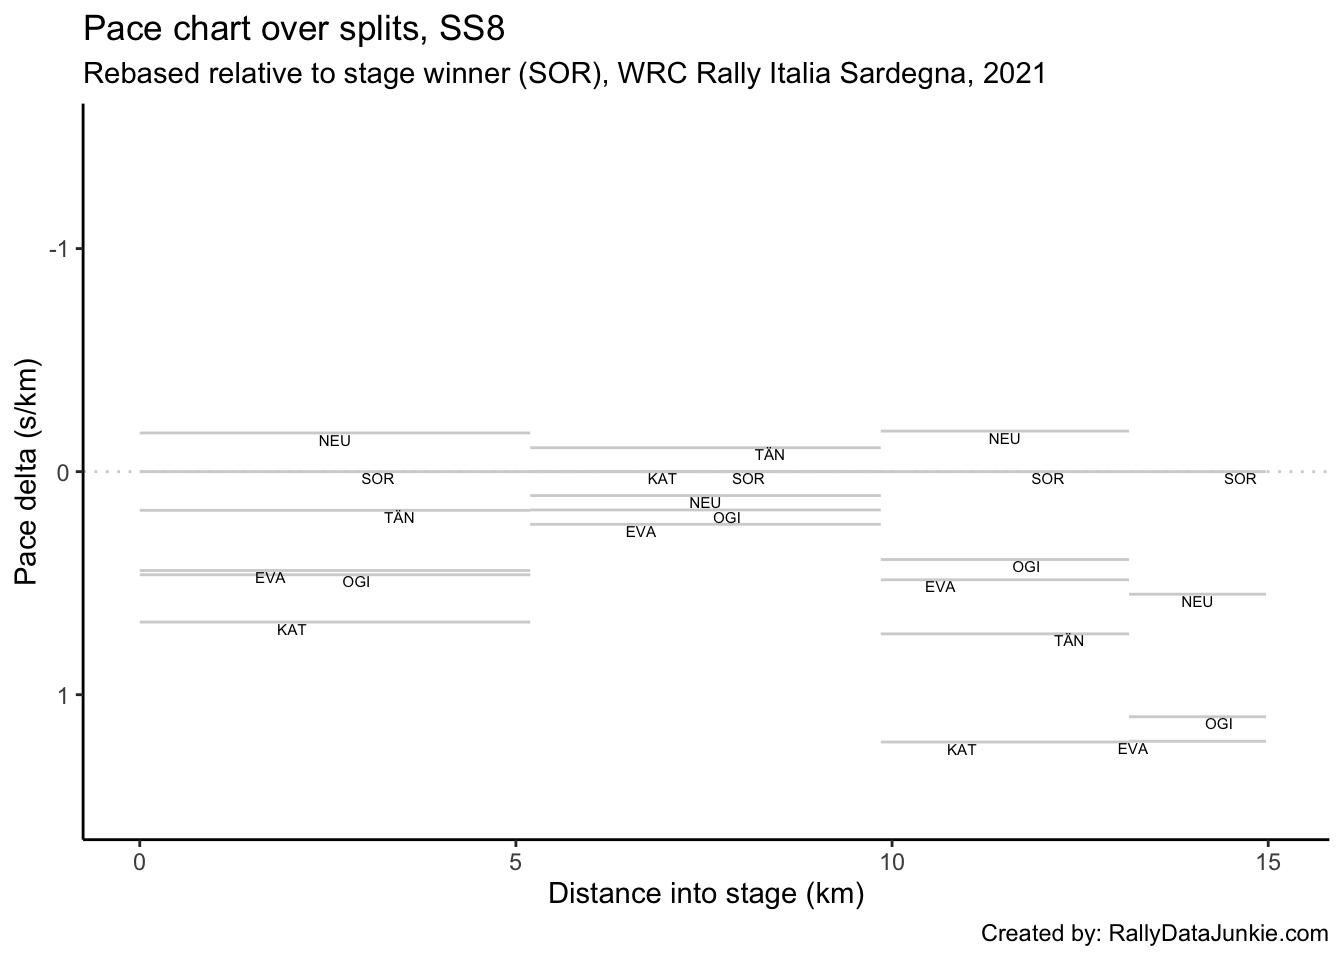 Pace chart over splits, SS8
Rebased relative to stage winner (SOR), WRC Rally Italia Sardegna, 2021
Pace delta (s/km)
-1
0
1
NEU
TÄN
NEU
SOR
KAT
SOR
SOR
SOR
TÄN
NEU
OGI
EVA
EVA
OGI
OGI
EVA
NEU
KAT
TÄN
OGI
KAT
EVA
0
5
10
15
Distance into stage (km)
Created by: RallyDataJunkie.com